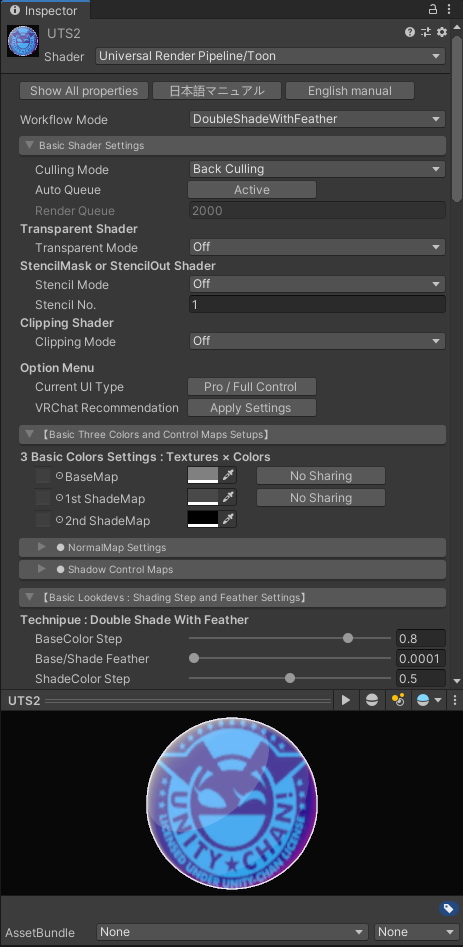 Inspector
UTS2
Shader Universal Render Pipeline/Toon
Show All properties 日本語マニュアル English manual
Workflow Mode DoubleShadeWithFeather
Basic Shader Settings
Culling Mode Back Culling
Auto Queue Active
Render Queue 2000
Transparent Shader
Transparent Mode Off
StencilMask or StencilOut Shader
Stencil Mode Off
Stencil No. 1
Clipping Shader
Clipping Mode Off
Option Menu
Current UI Type Pro / Full Control
VRChat Recommendation Apply Settings
【Basic Three Colors and Control Maps Setups】
3 Basic Colors Settings : Textures × Colors
BaseMap No Sharing
1st ShadeMap No Sharing
2nd ShadeMap
● NormalMap Settings
● Shadow Control Maps
【Basic Lookdevs : Shading Step and Feather Settings】
Technipue : Double Shade With Feather
BaseColor Step 0.8
Base/Shade Feather 0.0001
ShadeColor Step 0.5
UTS2
UNITY★CHAN!
LICENSED UNDER UNITY-CHAN LICENSE
AssetBundle None None